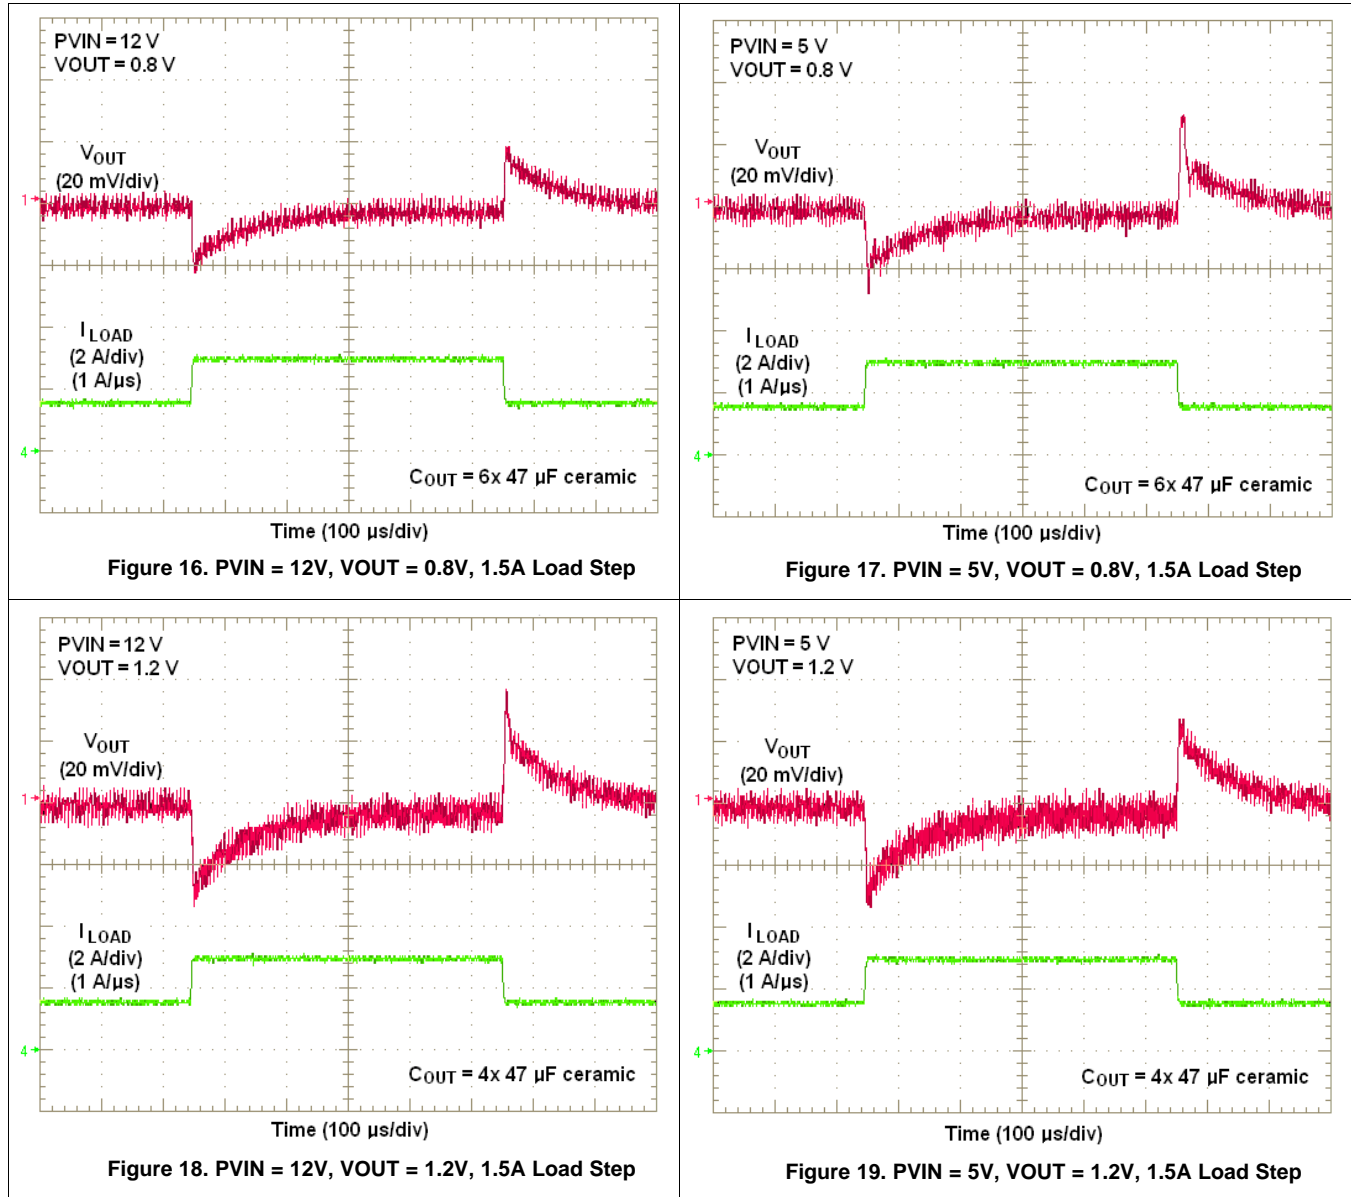 PVIN = 12 V
VOUT = 0.8 V
VOUT
(20 mV/div)
1
ILOAD
(2 A/div)
(1 A/µs)
4
COUT = 6x 47 µF ceramic
Time (100 µs/div)
Figure 16. PVIN = 12V, VOUT = 0.8V, 1.5A Load Step
PVIN = 5 V
VOUT = 0.8 V
VOUT
(20 mV/div)
1
ILOAD
(2 A/div)
(1 A/µs)
4
COUT = 6x 47 µF ceramic
Time (100 µs/div)
Figure 17. PVIN = 5V, VOUT = 0.8V, 1.5A Load Step
PVIN = 12 V
VOUT = 1.2 V
VOUT
(20 mV/div)
1
ILOAD
(2 A/div)
(1 A/µs)
4
COUT = 4x 47 µF ceramic
Time (100 µs/div)
Figure 18. PVIN = 12V, VOUT = 1.2V, 1.5A Load Step
PVIN = 5 V
VOUT = 1.2 V
VOUT
(20 mV/div)
1
ILOAD
(2 A/div)
(1 A/µs)
4
COUT = 4x 47 µF ceramic
Time (100 µs/div)
Figure 19. PVIN = 5V, VOUT = 1.2V, 1.5A Load Step